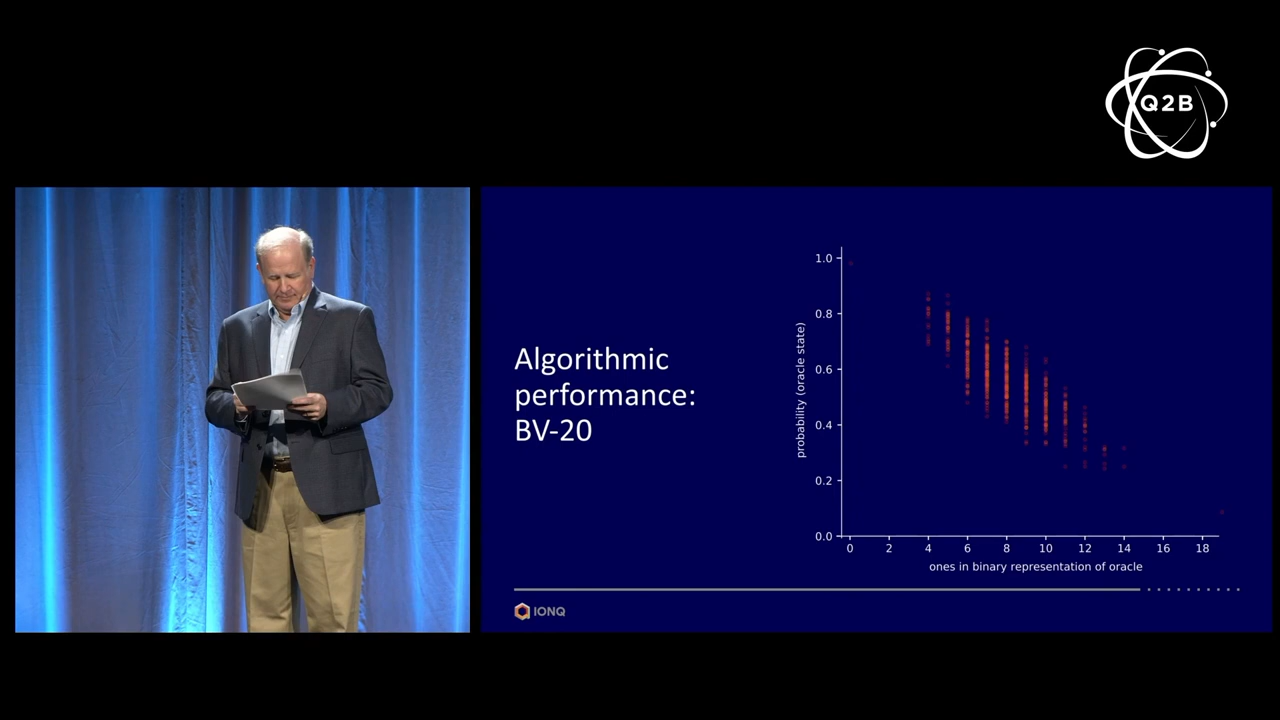 Q2B
Algorithmic
performance:
BV-20
probability (oracle state)
1.0
0.8
0.6
0.4
0.2
0.0
0 2 4 6 8 10 12 14 16 18
ones in binary representation of oracle
IONQ